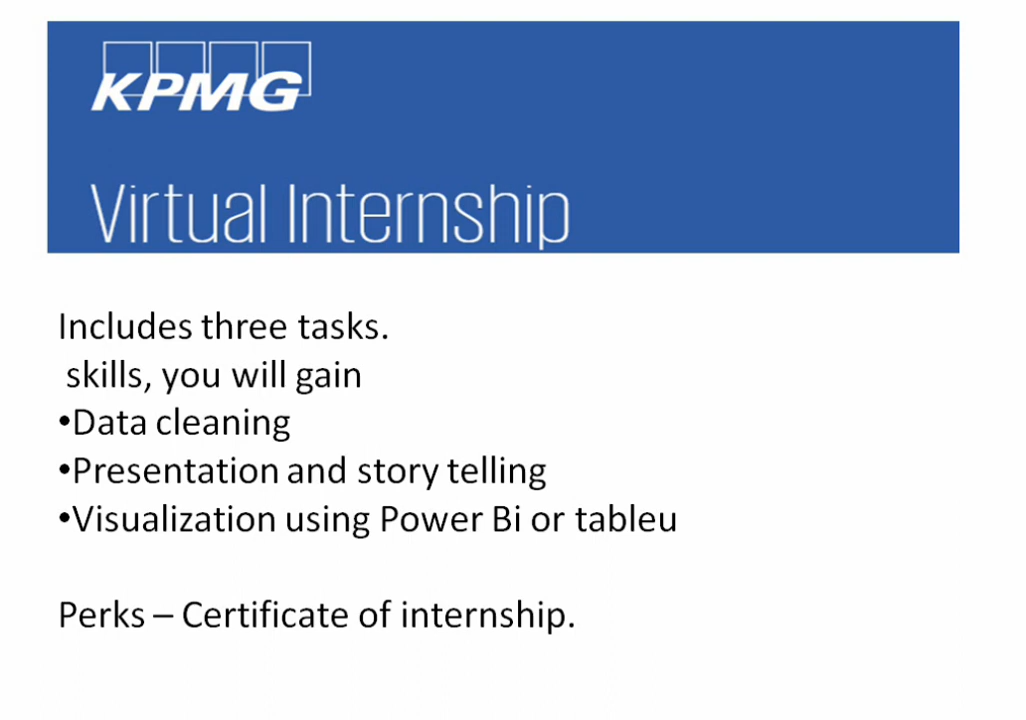 KPMG
Virtual Internship
Includes three tasks.
skills, you will gain
•Data cleaning
•Presentation and story telling
•Visualization using Power Bi or tableu
Perks – Certificate of internship.